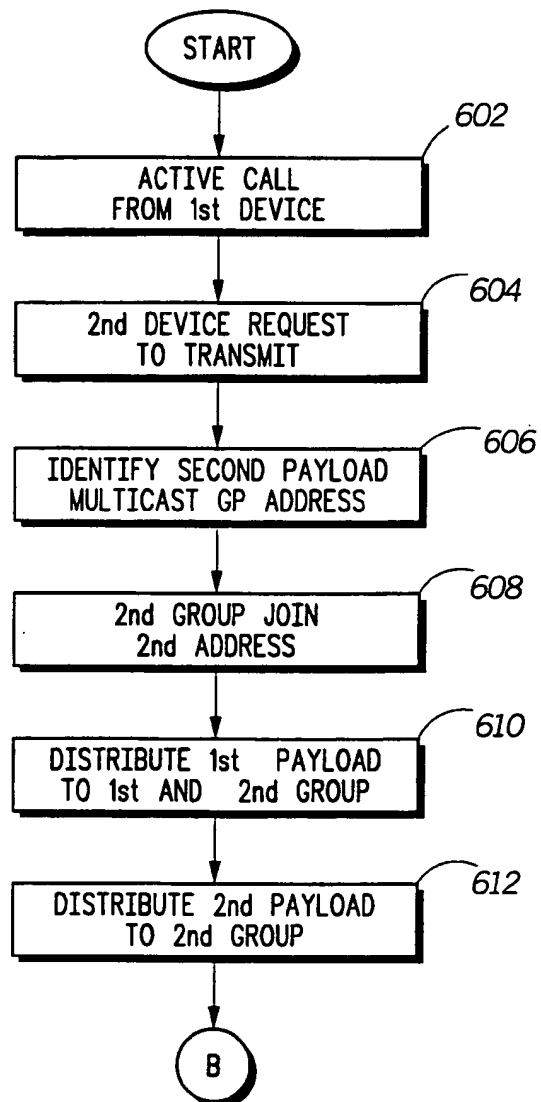 START
602
ACTIVE CALL
FROM 1st DEVICE
604
2nd DEVICE REQUEST
TO TRANSMIT
606
IDENTIFY SECOND PAYLOAD
MULTICAST GP ADDRESS
608
2nd GROUP JOIN
2nd ADDRESS
610
DISTRIBUTE 1st PAYLOAD
TO 1st AND 2nd GROUP
612
DISTRIBUTE 2nd PAYLOAD
TO 2nd GROUP
B